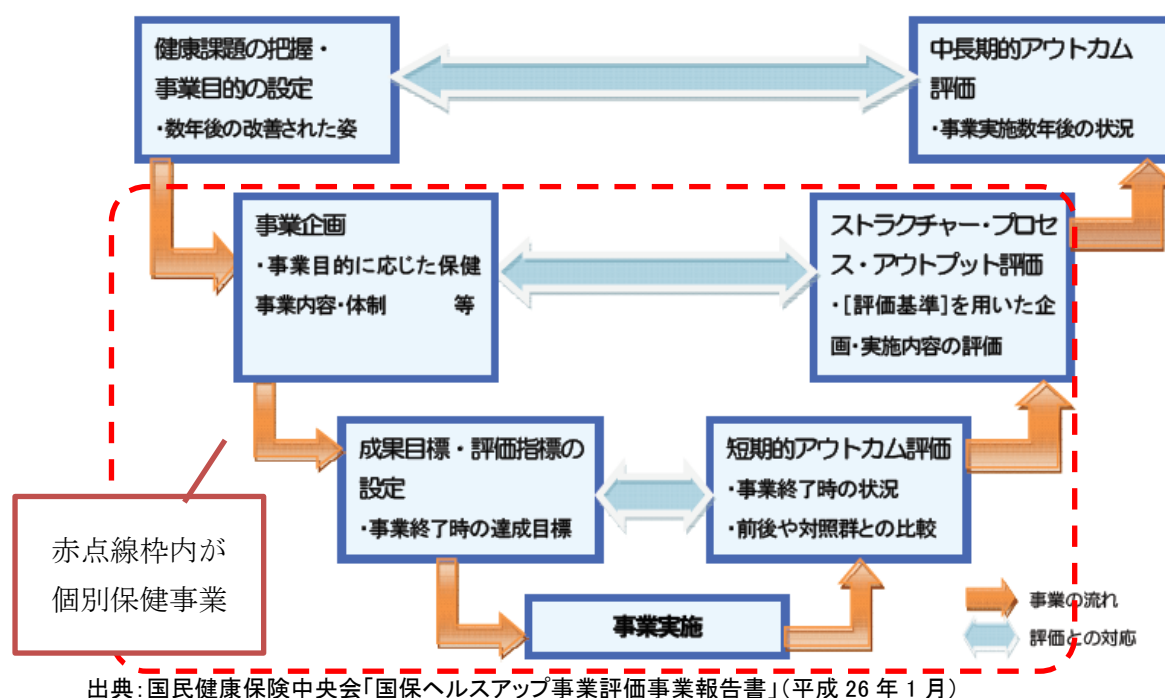 健康課題の把握・
事業目的の設定
・数年後の改善された姿
中長期的アウトカム
評価
・事業実施数年後の状況
事業企画
・事業目的に応じた保健
事業内容・体制 等
ストラクチャー・プロセ
ス・アウトプット評価
・[評価基準]を用いた企
画・実施内容の評価
成果目標・評価指標の
設定
・事業終了時の達成目標
短期的アウトカム評価
・事業終了時の状況
・前後や対照群との比較
赤点線枠内が
個別保健事業
事業実施
事業の流れ
評価との対応
出典:国民健康保険中央会「国保ヘルスアップ事業評価事業報告書」(平成 26 年 1 月)